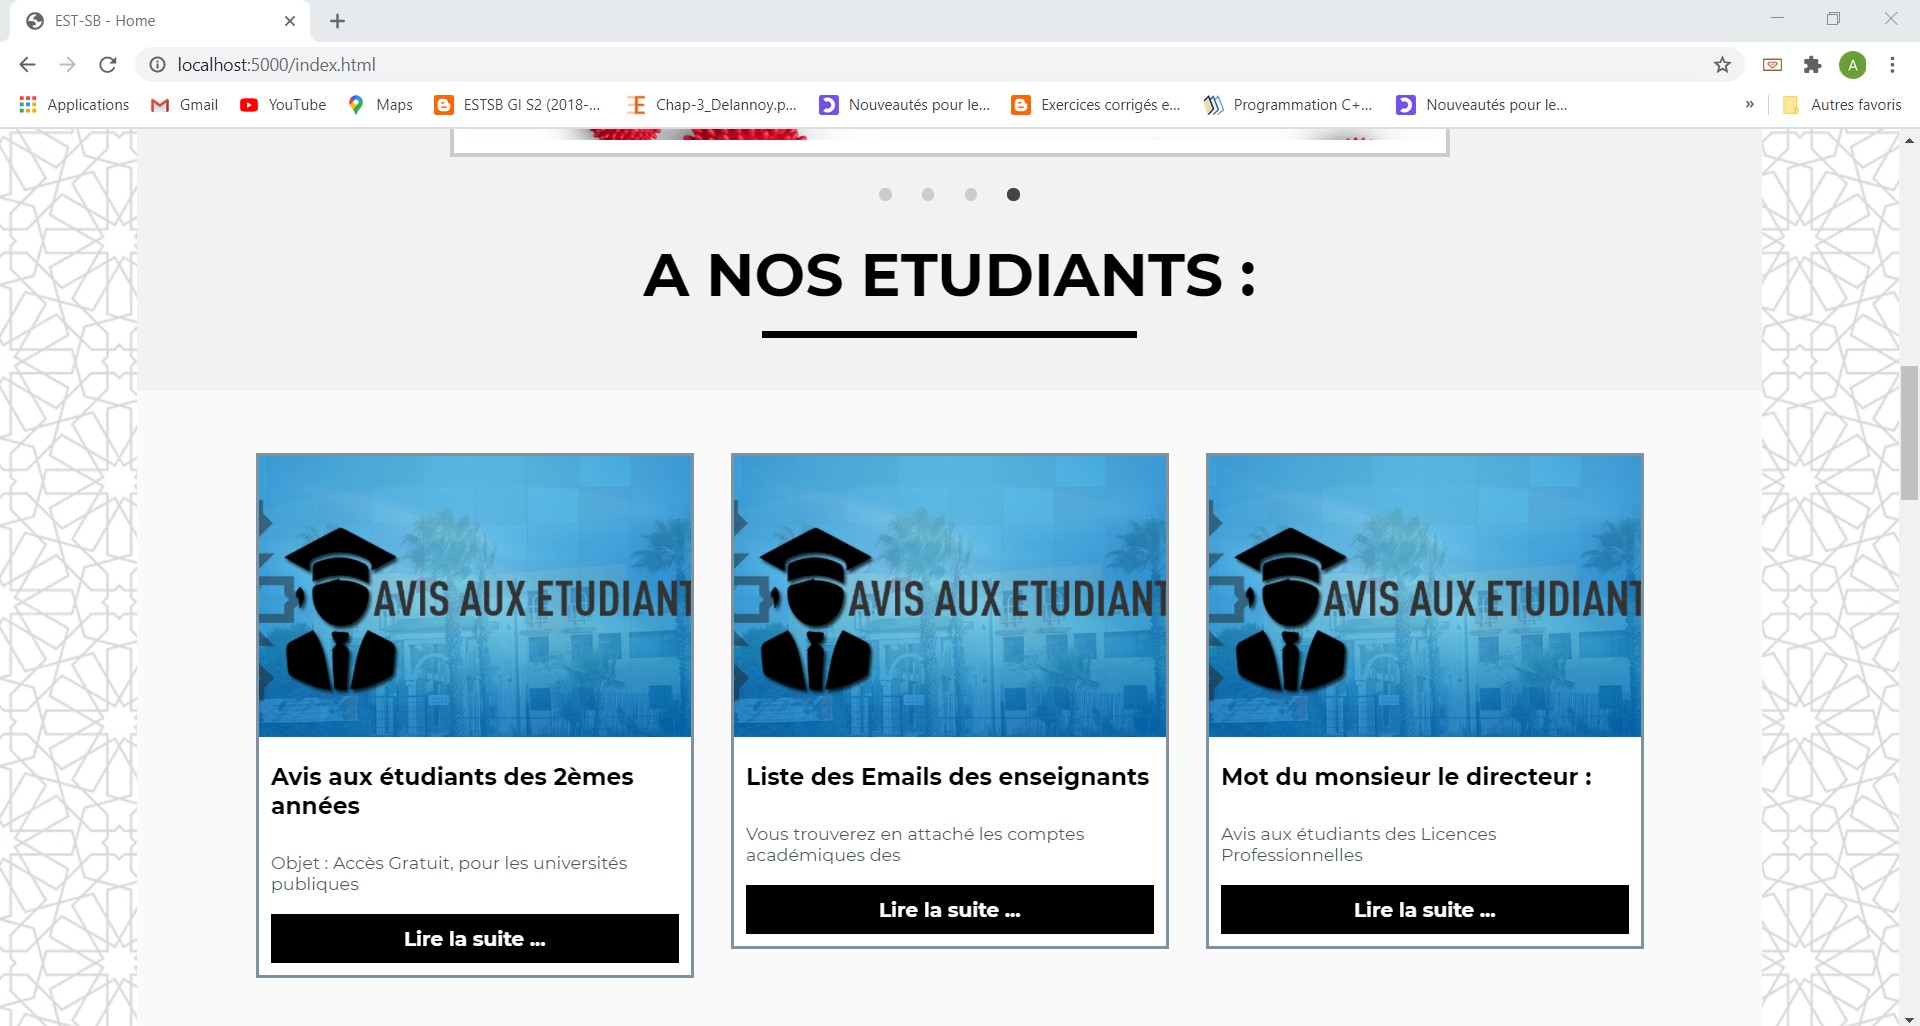 EST-SB - Home
localhost:5000/index.html
Applications Gmail YouTube Maps ESTSB GI S2 (2018-... Chap-3_Delannoy.p... Nouveautés pour le... Exercices corrigés e... Programmation C+... Nouveautés pour le... » Autres favoris
A
A NOS ETUDIANTS :
AVIS AUX ETUDIANT
Avis aux étudiants des 2èmes
années
Objet : Accès Gratuit, pour les universités
publiques
Lire la suite ...
AVIS AUX ETUDIANT
Liste des Emails des enseignants
Vous trouverez en attaché les comptes
académiques des
Lire la suite ...
AVIS AUX ETUDIANT
Mot du monsieur le directeur :
Avis aux étudiants des Licences
Professionnelles
Lire la suite ...